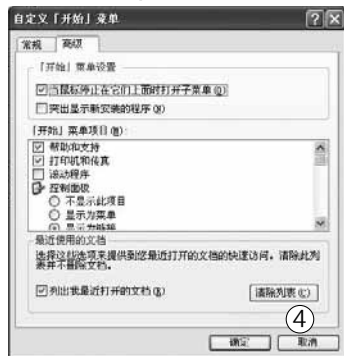 自定义「开始」菜单
常规 高级
「开始」菜单设置
当鼠标停止在它们上面时打开子菜单(O)
突出显示新安装的程序(N)
「开始」菜单项目(M):
帮助和支持
打印机和传真
滚动程序
控制面板
不显示此项目
显示为菜单
显示为链接
最近使用的文档
选择这些选项来提供到您最近打开的文档的快速访问。清除此列
表并不删除文档。
列出我最近打开的文档(R) 清除列表(C)
④
确定 取消